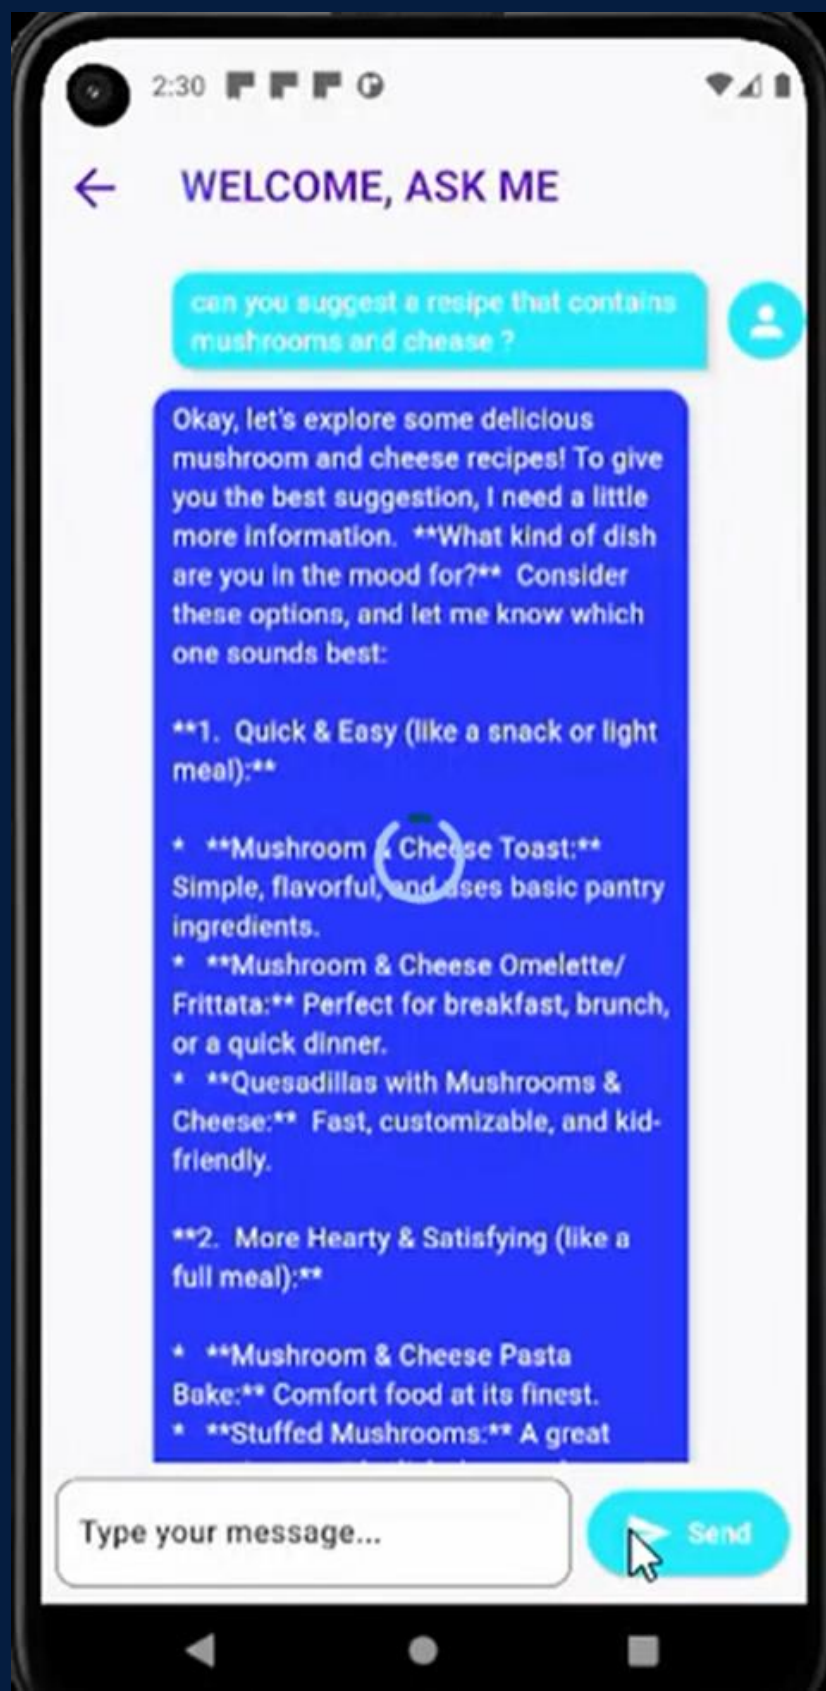 2:30
WELCOME, ASK ME
can you suggest a resipe that contains
mushrooms and chease ?
Okay, let's explore some delicious
mushroom and cheese recipes! To give
you the best suggestion, I need a little
more information.  **What kind of dish
are you in the mood for?**  Consider
these options, and let me know which
one sounds best:
**1.  Quick & Easy (like a snack or light
meal):**
*   **Mushroom & Cheese Toast:**
Simple, flavorful, and uses basic pantry
ingredients.
*   **Mushroom & Cheese Omelette/
Frittata:** Perfect for breakfast, brunch,
or a quick dinner.
*   **Quesadillas with Mushrooms &
Cheese:**  Fast, customizable, and kid-
friendly.
**2.  More Hearty & Satisfying (like a
full meal):**
*   **Mushroom & Cheese Pasta
Bake:** Comfort food at its finest.
*   **Stuffed Mushrooms:** A great
Type your message...
Send